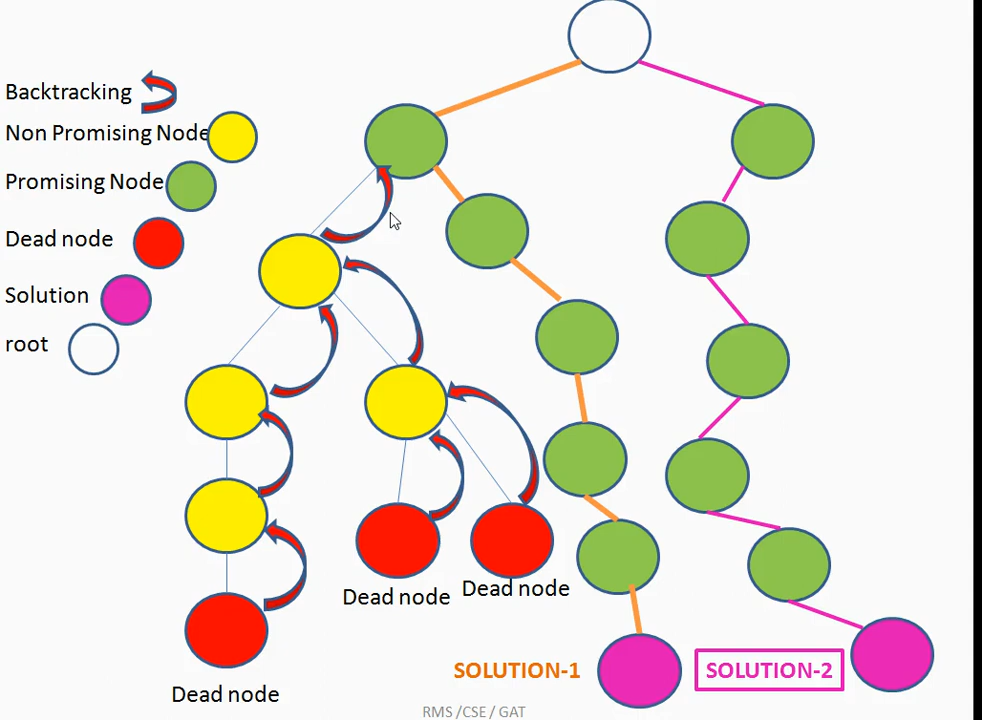 Backtracking
Non Promising Node
Promising Node
Dead node
Solution
root
Dead node
Dead node
Dead node
SOLUTION-1
SOLUTION-2
RMS /CSE / GAT